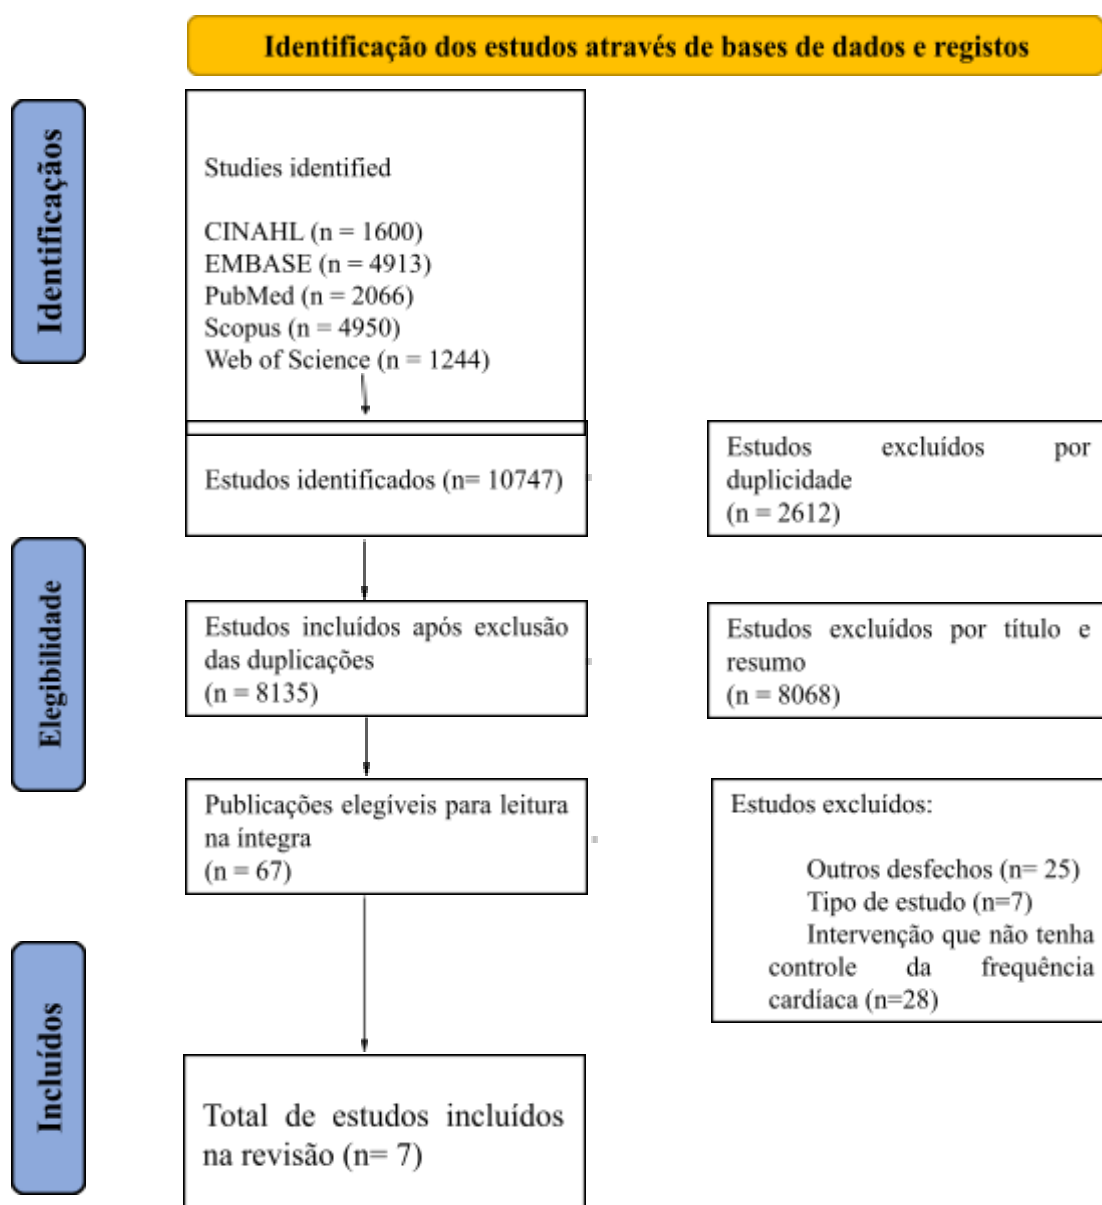 Identificação dos estudos através de bases de dados e registos
Identificaçãos
Studies identified
CINAHL (n = 1600)
EMBASE (n = 4913)
PubMed (n = 2066)
Scopus (n = 4950)
Web of Science (n = 1244)
Estudos identificados (n= 10747)
Estudos excluídos por
duplicidade
(n = 2612)
Elegibilidade
Estudos incluídos após exclusão
das duplicações
(n = 8135)
Estudos excluídos por título e
resumo
(n = 8068)
Publicações elegíveis para leitura
na íntegra
(n = 67)
Estudos excluídos:
Outros desfechos (n= 25)
Tipo de estudo (n=7)
Intervenção que não tenha
controle da frequência
cardíaca (n=28)
Incluídos
Total de estudos incluídos
na revisão (n= 7)